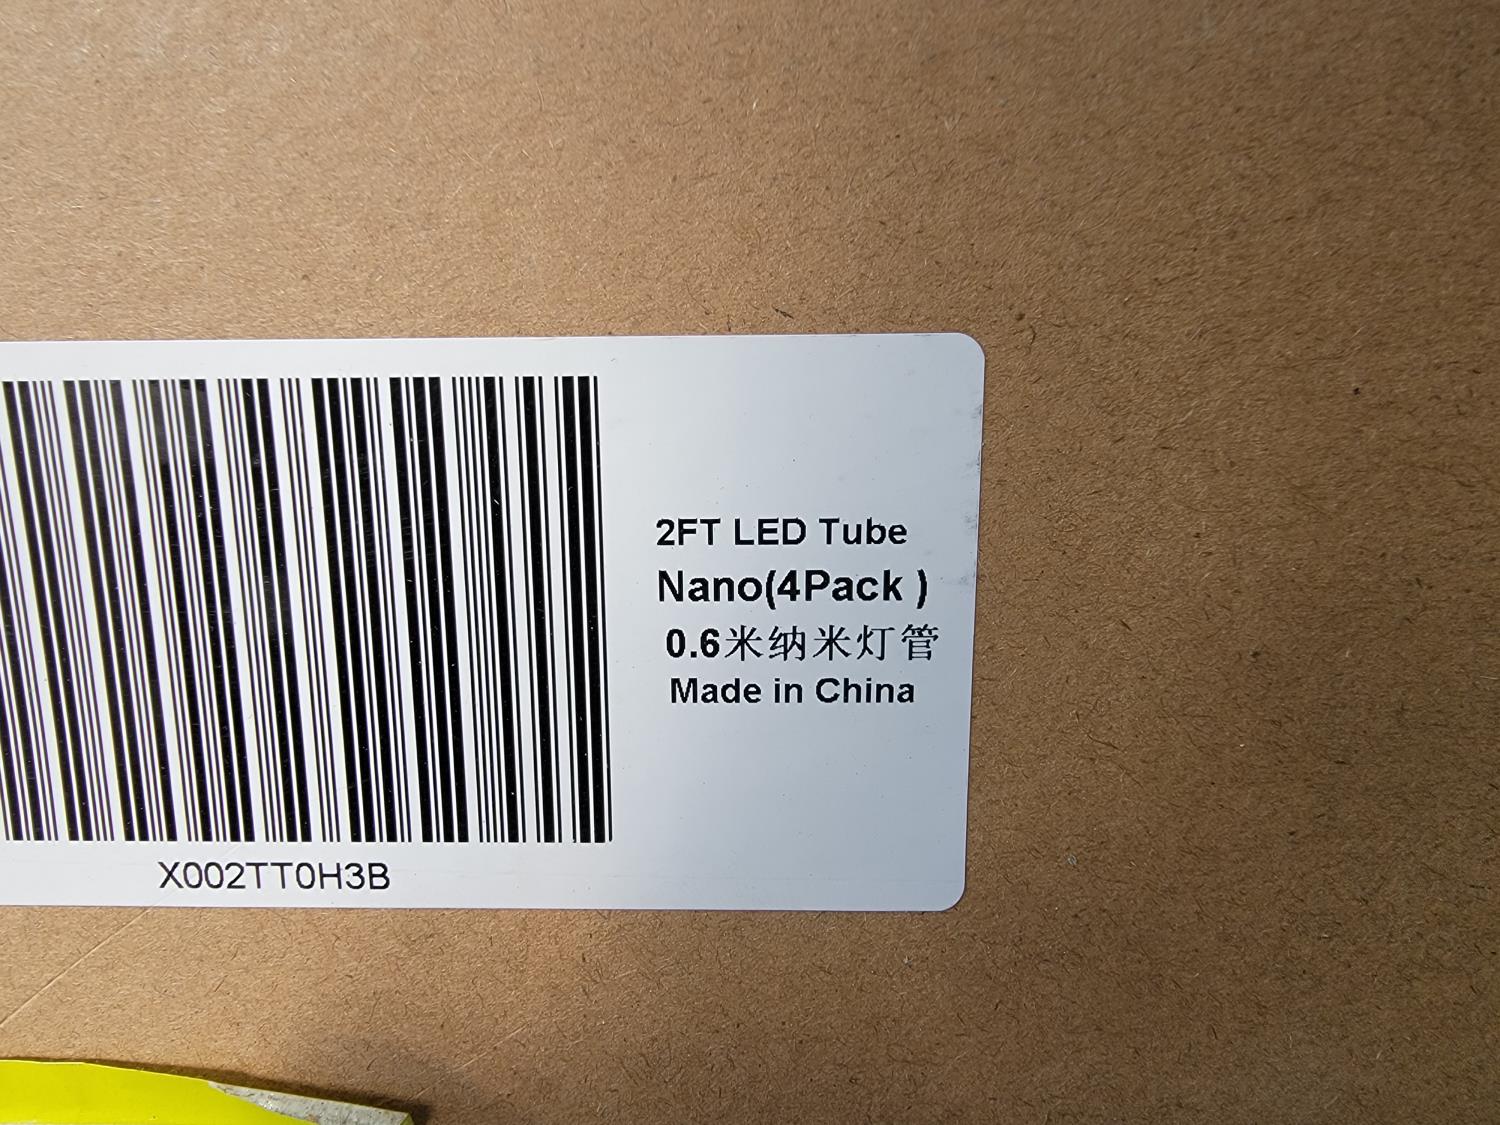 2FT LED Tube
Nano(4Pack )
0.6米纳米灯管
Made in China
X002TT0H3B